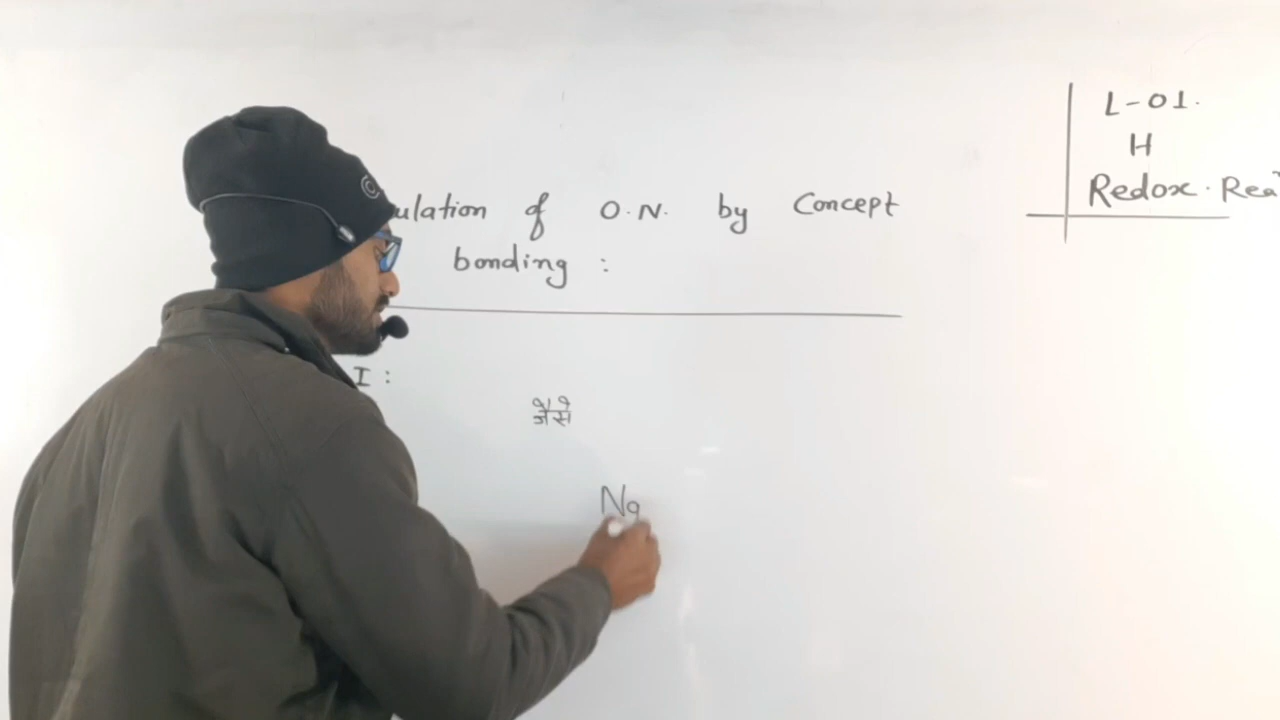 L-01.
H
Redox. Rea
ulation of O.N. by Concept
bonding :
I :
जैसे
Na